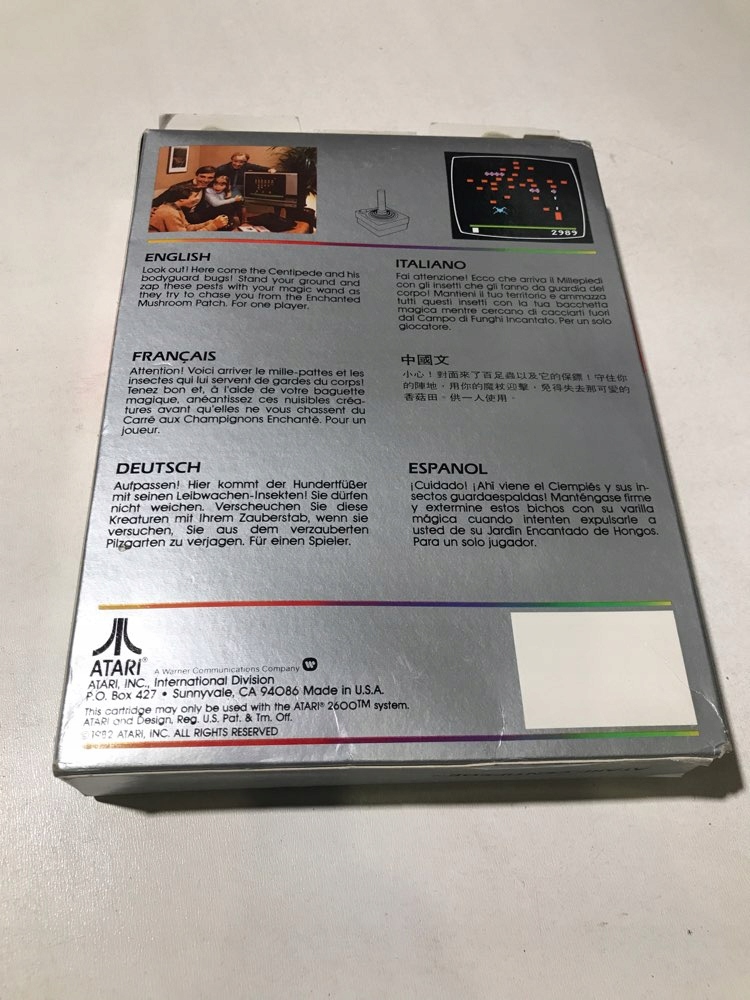 2989
ENGLISH
Look out! Here come the Centipede and his
bodyguard bugs! Stand your ground and
zap these pests with your magic wand as
they try to chase you from the Enchanted
Mushroom Patch. For one player.
ITALIANO
Fai attenzione! Ecco che arriva il Millepiedi
con gli insetti che gli fanno da guardia del
corpo! Mantieni il tuo territorio e ammazza
tutti questi insetti con la tua bacchetta
magica mentre cercano di cacciarti fuori
dal Campo di Funghi Incantato. Per un solo
giocatore.
FRANÇAIS
Attention! Voici arriver le mille-pattes et les
insectes qui lui servent de gardes du corps!
Tenez bon et, à l'aide de votre baguette
magique, anéantissez ces nuisibles créa-
tures avant qu'elles ne vous chassent du
Carré aux Champignons Enchanté. Pour un
joueur.
中國文
小心！對面來了百足蟲以及它的保鏢！守住你
的陣地，用你的魔杖迎擊，免得失去那可愛的
香菇田。供一人使用。
DEUTSCH
Aufpassen! Hier kommt der Hundertfüßer
mit seinen Leibwachen-Insekten! Sie dürfen
nicht weichen. Verscheuchen Sie diese
Kreaturen mit Ihrem Zauberstab, wenn sie
versuchen, Sie aus dem verzauberten
Pilzgarten zu verjagen. Für einen Spieler.
ESPANOL
¡Cuidado! ¡Ahí viene el Ciempiés y sus in-
sectos guardaespaldas! Manténgase firme
y extermine estos bichos con su varilla
mágica cuando intenten expulsarle a
usted de su Jardín Encantado de Hongos.
Para un solo jugador.
ATARI® A Warner Communications Company
ATARI, INC., International Division
P.O. Box 427 • Sunnyvale, CA 94086 Made in U.S.A.
This cartridge may only be used with the ATARI® 2600™ system.
ATARI and Design, Reg. U.S. Pat. & Tm. Off.
© 1982 ATARI, INC. ALL RIGHTS RESERVED